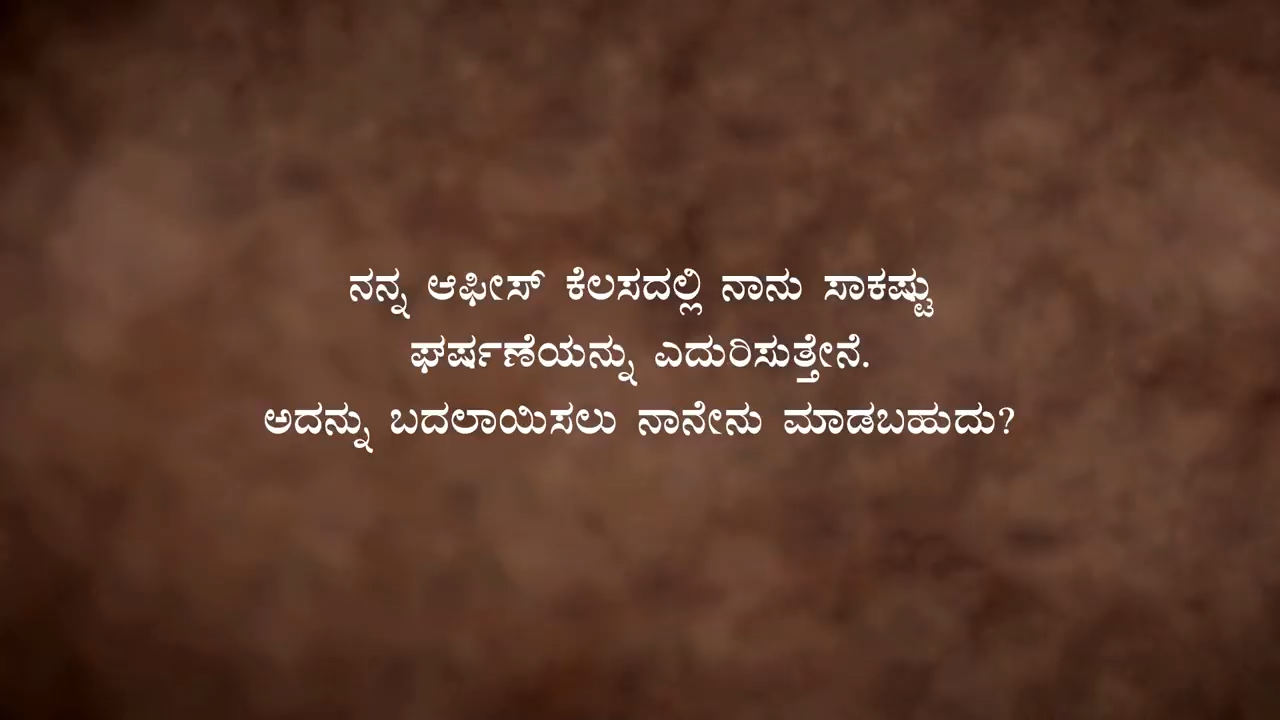 ನನ್ನ ಆಫೀಸ್ ಕೆಲಸದಲ್ಲಿ ನಾನು ಸಾಕಷ್ಟು
ಘರ್ಷಣೆಯನ್ನು ಎದುರಿಸುತ್ತೇನೆ.
ಅದನ್ನು ಬದಲಾಯಿಸಲು ನಾನೇನು ಮಾಡಬಹುದು?